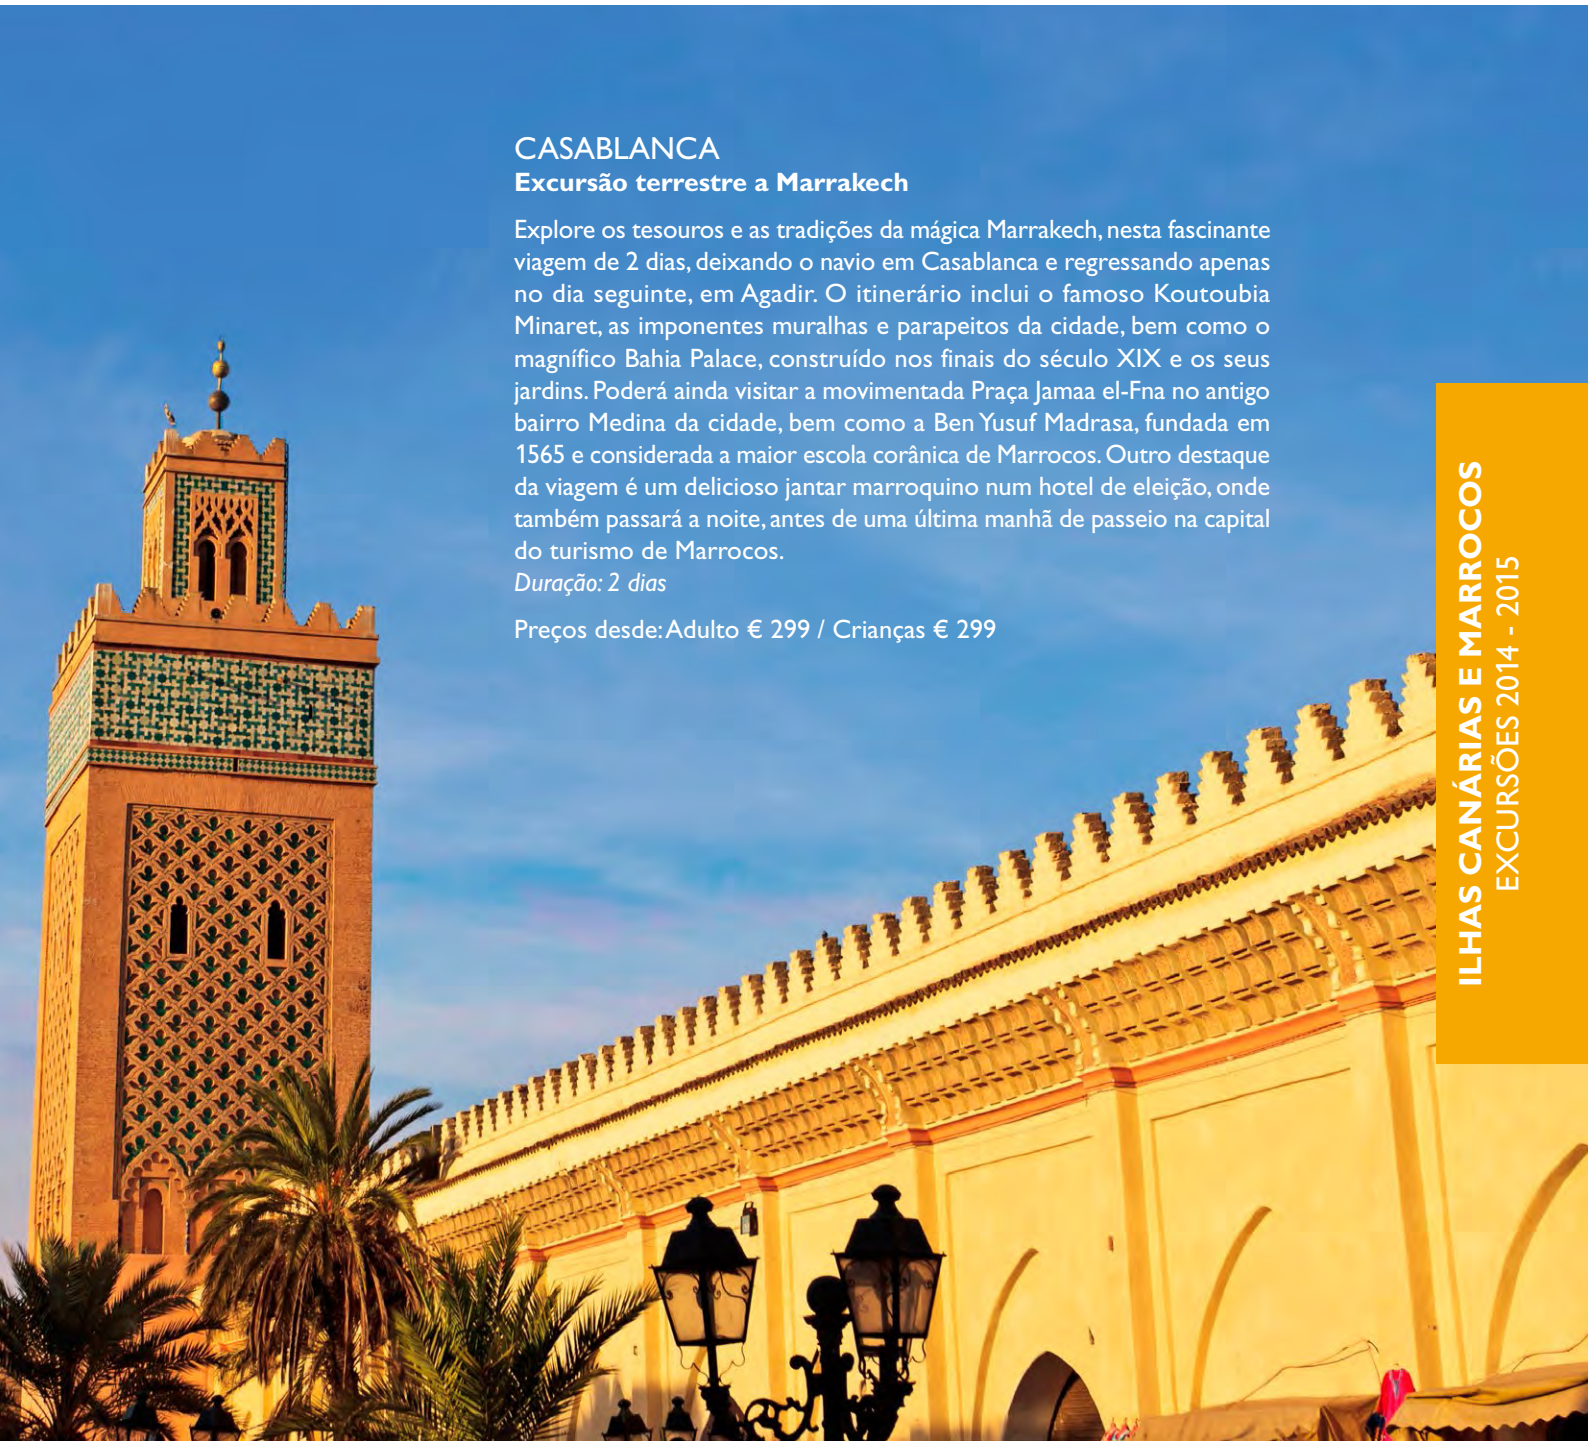 CASABLANCA
Excursão terrestre a Marrakech
Explore os tesouros e as tradições da mágica Marrakech, nesta fascinante
viagem de 2 dias, deixando o navio em Casablanca e regressando apenas
no dia seguinte, em Agadir. O itinerário inclui o famoso Koutoubia
Minaret, as imponentes muralhas e parapeitos da cidade, bem como o
magnífico Bahia Palace, construído nos finais do século XIX e os seus
jardins. Poderá ainda visitar a movimentada Praça Jamaa el-Fna no antigo
bairro Medina da cidade, bem como a Ben Yusuf Madrasa, fundada em
1565 e considerada a maior escola corânica de Marrocos. Outro destaque
da viagem é um delicioso jantar marroquino num hotel de eleição, onde
também passará a noite, antes de uma última manhã de passeio na capital
do turismo de Marrocos.
Duração: 2 dias
Preços desde: Adulto € 299 / Crianças € 299
ILHAS CANÁRIAS E MARROCOS
EXCURSÕES 2014 - 2015